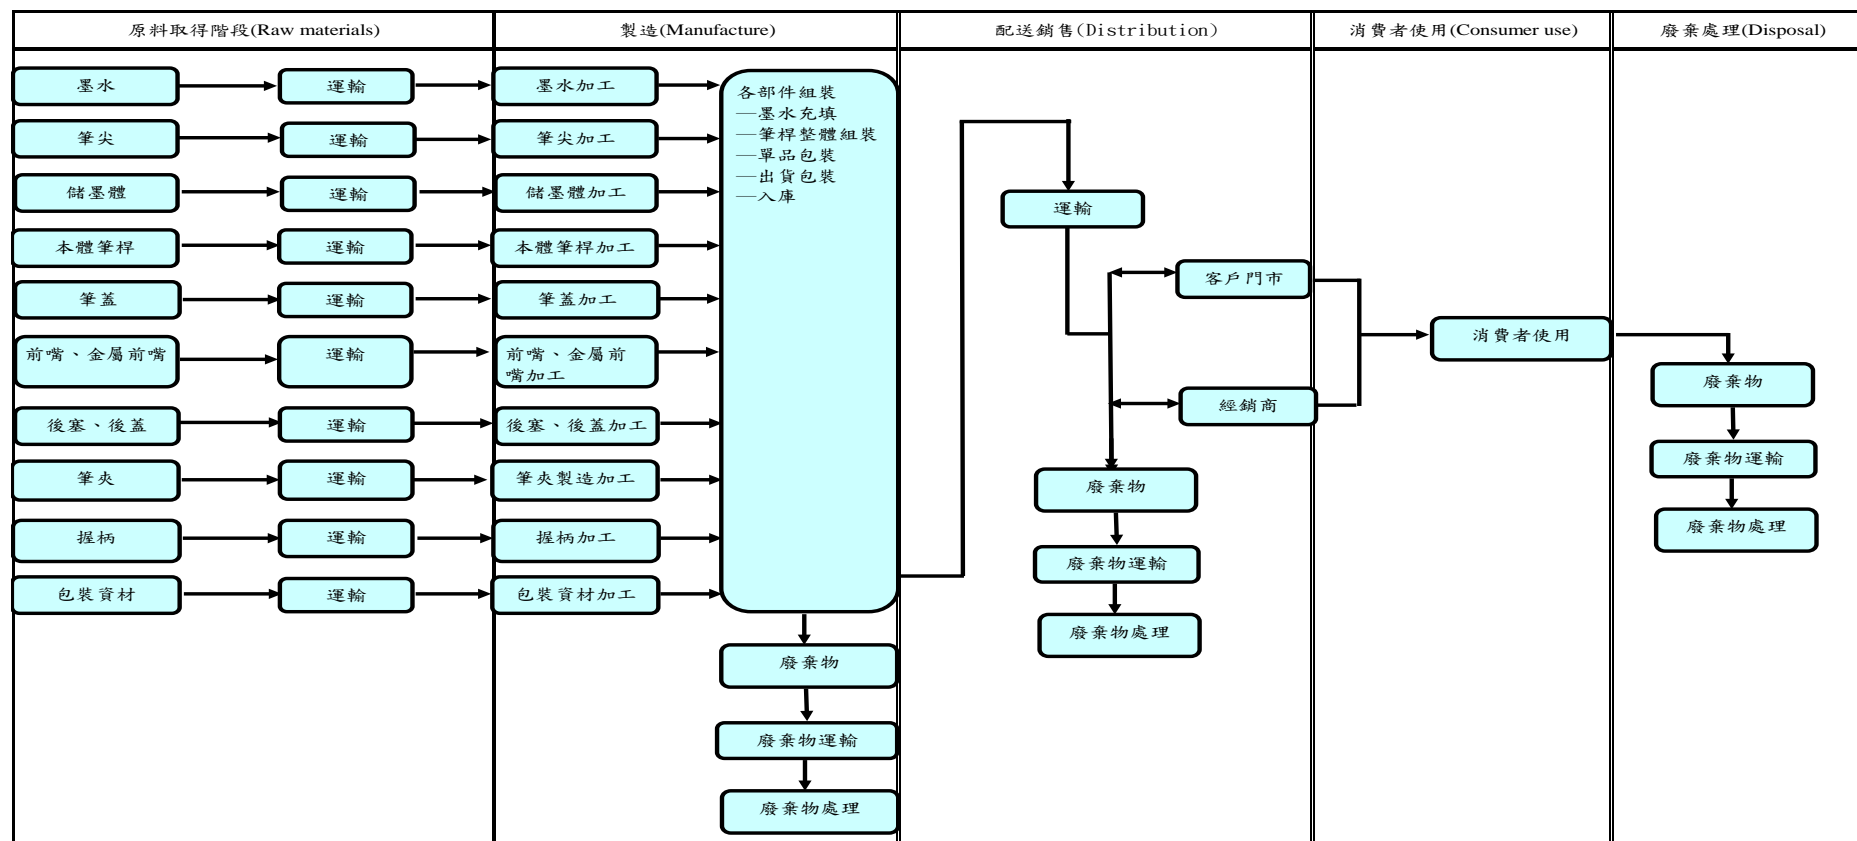 原料取得階段(Raw materials)
製造(Manufacture)
配送銷售(Distribution)
消費者使用(Consumer use)
廢棄處理(Disposal)
墨水
運輸
墨水加工
筆尖
運輸
筆尖加工
儲墨體
運輸
儲墨體加工
本體筆桿
運輸
本體筆桿加工
筆蓋
運輸
筆蓋加工
前嘴、金屬前嘴
運輸
前嘴、金屬前
嘴加工
後塞、後蓋
運輸
後塞、後蓋加工
筆夾
運輸
筆夾製造加工
握柄
運輸
握柄加工
包裝資材
運輸
包裝資材加工
各部件組裝
—墨水充填
—筆桿整體組裝
—單品包裝
—出貨包裝
—入庫
廢棄物
廢棄物運輸
廢棄物處理
運輸
客戶門市
經銷商
廢棄物
廢棄物運輸
廢棄物處理
消費者使用
廢棄物
廢棄物運輸
廢棄物處理